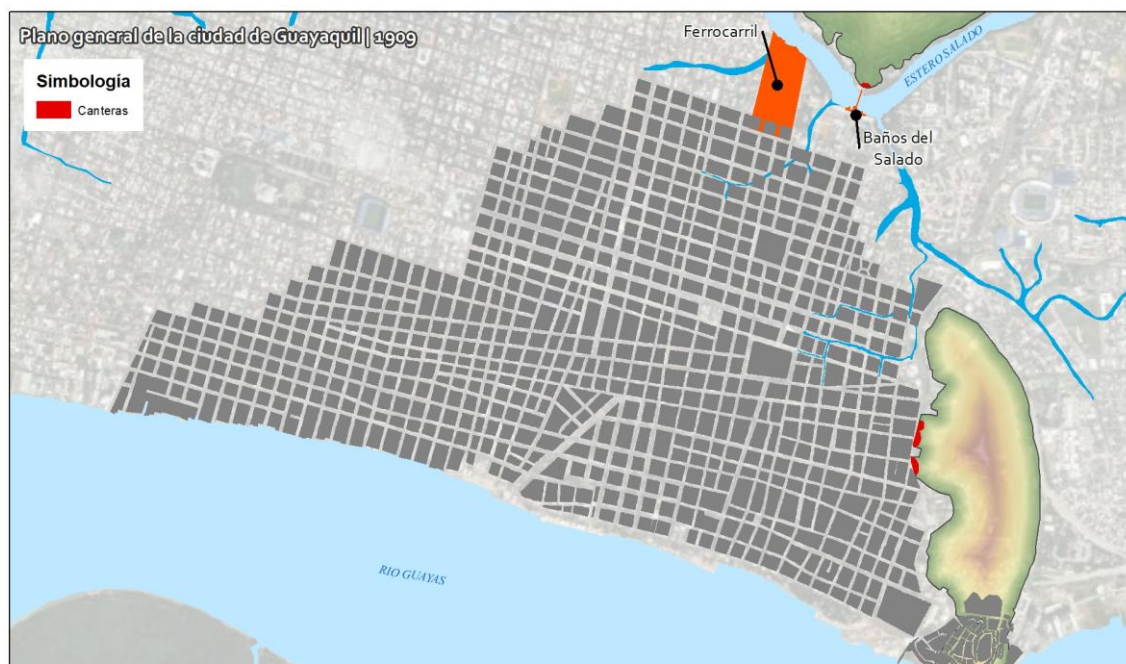 Plano general de la ciudad de Guayaquil | 1909
Simbología
Canteras
Ferrocarril
ESTERO SALADO
Baños del
Salado
RIO GUAYAS